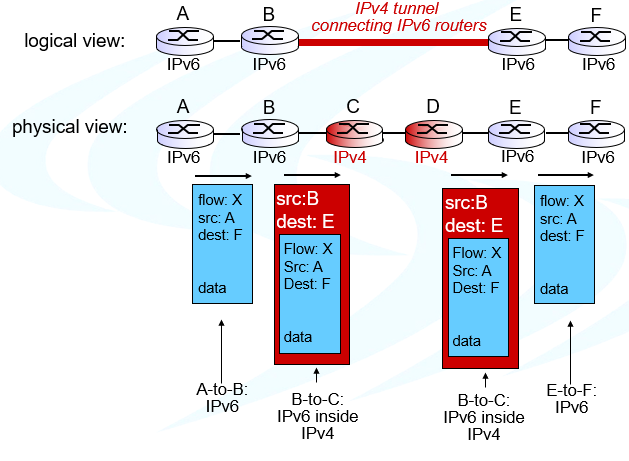 A B IPv4 tunnel E F
connecting IPv6 routers
logical view:
IPv6 IPv6 IPv6 IPv6
A B C D E F
physical view:
IPv6 IPv6 IPv4 IPv4 IPv6 IPv6
flow: X
src: A
dest: F
data
src:B
dest: E
Flow: X
Src: A
Dest: F
data
src:B
dest: E
Flow: X
Src: A
Dest: F
data
flow: X
src: A
dest: F
data
A-to-B:
IPv6
B-to-C:
IPv6 inside
IPv4
B-to-C:
IPv6 inside
IPv4
E-to-F:
IPv6